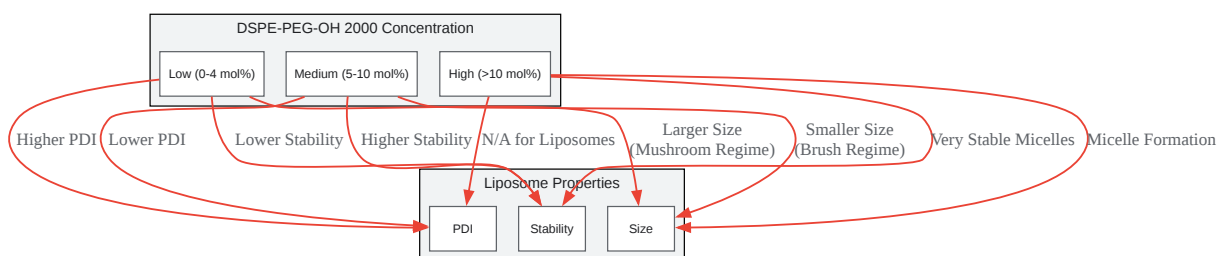 DSPE-PEG-OH 2000 Concentration
Low (0-4 mol%)
Medium (5-10 mol%)
High (>10 mol%)
Higher PDI
Lower PDI
Lower Stability
Higher Stability
N/A for Liposomes
Larger Size
(Mushroom Regime)
Smaller Size
(Brush Regime)
Very Stable Micelles
Micelle Formation
Liposome Properties
PDI
Stability
Size